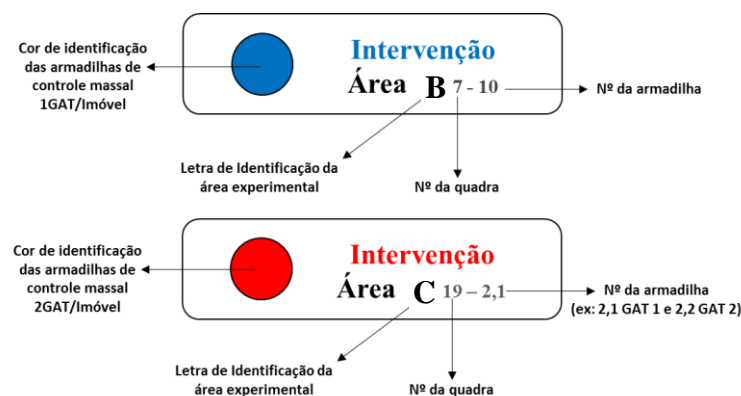 Cor de identificação
das armadilhas de
controle massal
1GAT/Imóvel
Intervenção
Área B 7 - 10
Nº da armadilha
Letra de Identificação da
área experimental
Nº da quadra
Cor de identificação
das armadilhas de
controle massal
2GAT/Imóvel
Intervenção
Área C 19 – 2,1
Nº da armadilha
(ex: 2,1 GAT 1 e 2,2 GAT 2)
Letra de Identificação da
área experimental
Nº da quadra